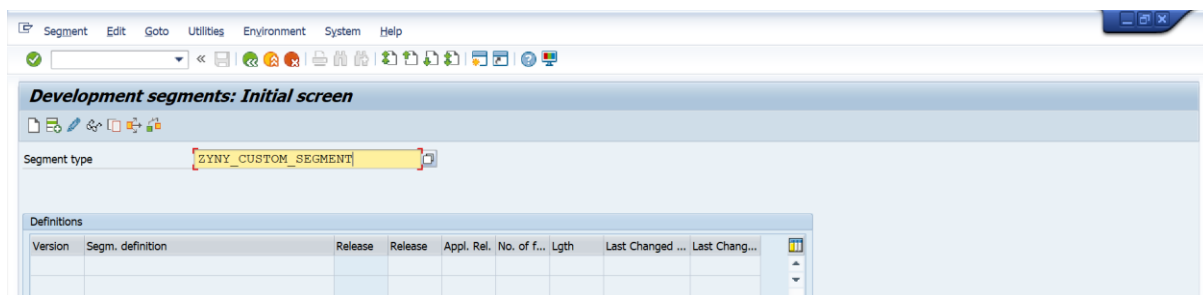 Segment Edit Goto Utilities Environment System Help
Development segments: Initial screen
Segment type ZYNY_CUSTOM_SEGMENT
Definitions
Version Segm. definition Release Release Appl. Rel. No. of f... Lgth Last Changed ... Last Chang...